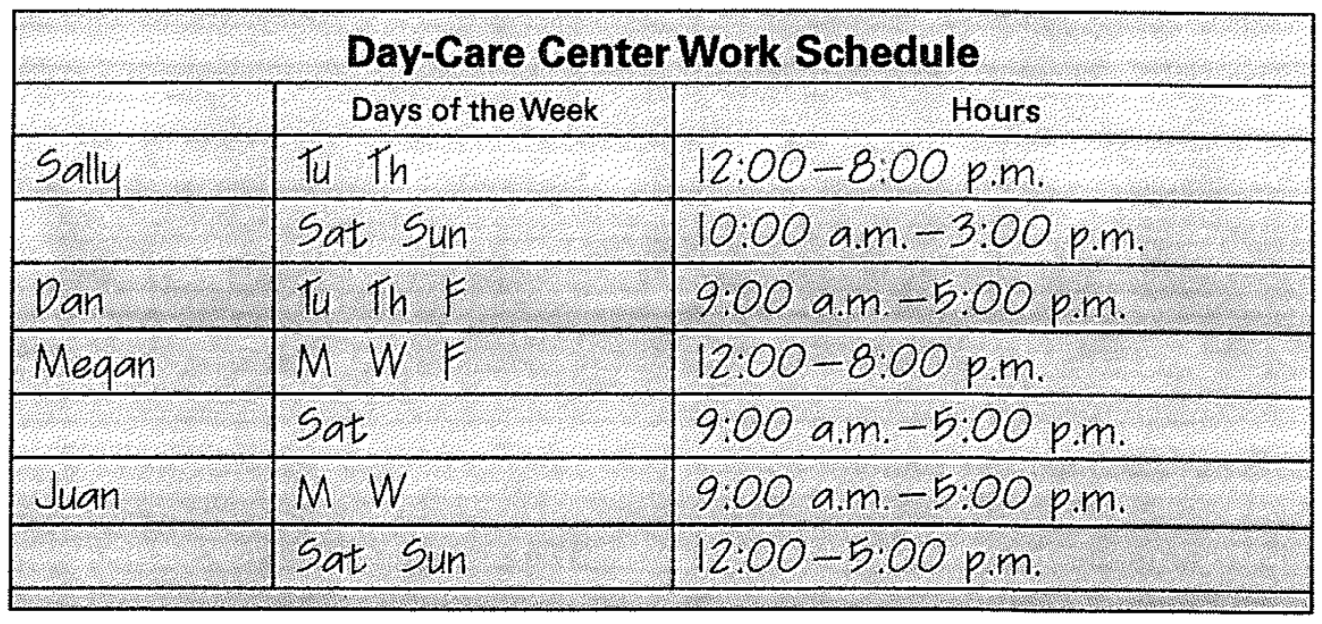 Day-Care Center Work Schedule
Days of the Week Hours
Sally Tu Th 12:00–8:00 p.m.
Sat Sun 10:00 a.m.–3:00 p.m.
Dan Tu Th F 9:00 a.m.–5:00 p.m.
Megan M W F 12:00–8:00 p.m.
Sat 9:00 a.m.–5:00 p.m.
Juan M W 9:00 a.m.–5:00 p.m.
Sat Sun 12:00–5:00 p.m.